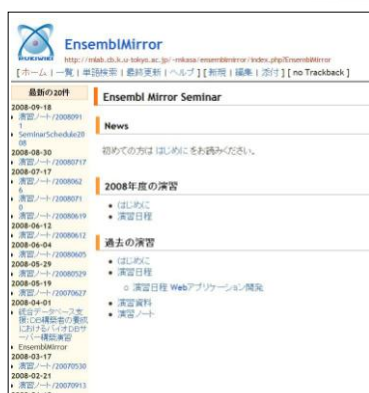 EnsemblMirror
http://mlab.cb.k.u-tokyo.ac.jp/~mkasa/ensemblmirror/index.php?EnsemblMirror
[ ホーム | 一覧 | 単語検索 | 最終更新 | ヘルプ ] [ 新規 | 編集 | 添付 ] [ no Trackback ]
PUKIWIKI
最新の20件
2008-09-18
演習ノート/2008091
1
SeminarSchedule20
08
2008-08-30
演習ノート/20080717
2008-07-17
演習ノート/2008062
6
演習ノート/2008071
0
演習ノート/20080619
2008-06-12
演習ノート/20080612
2008-06-04
演習ノート/20080605
2008-05-29
演習ノート/20080529
2008-05-19
演習ノート/20070627
2008-04-01
統合データベース支
援:DB構築者の養成
におけるバイオDBサ
ーバー構築演習
EnsemblMirror
2008-03-17
演習ノート/20070530
2008-02-21
演習ノート/20070913
Ensembl Mirror Seminar
News
初めての方は はじめに をお読みください。
2008年度の演習
はじめに
演習日程
過去の演習
はじめに
演習日程
演習日程 Webアプリケーション開発
演習資料
演習ノート